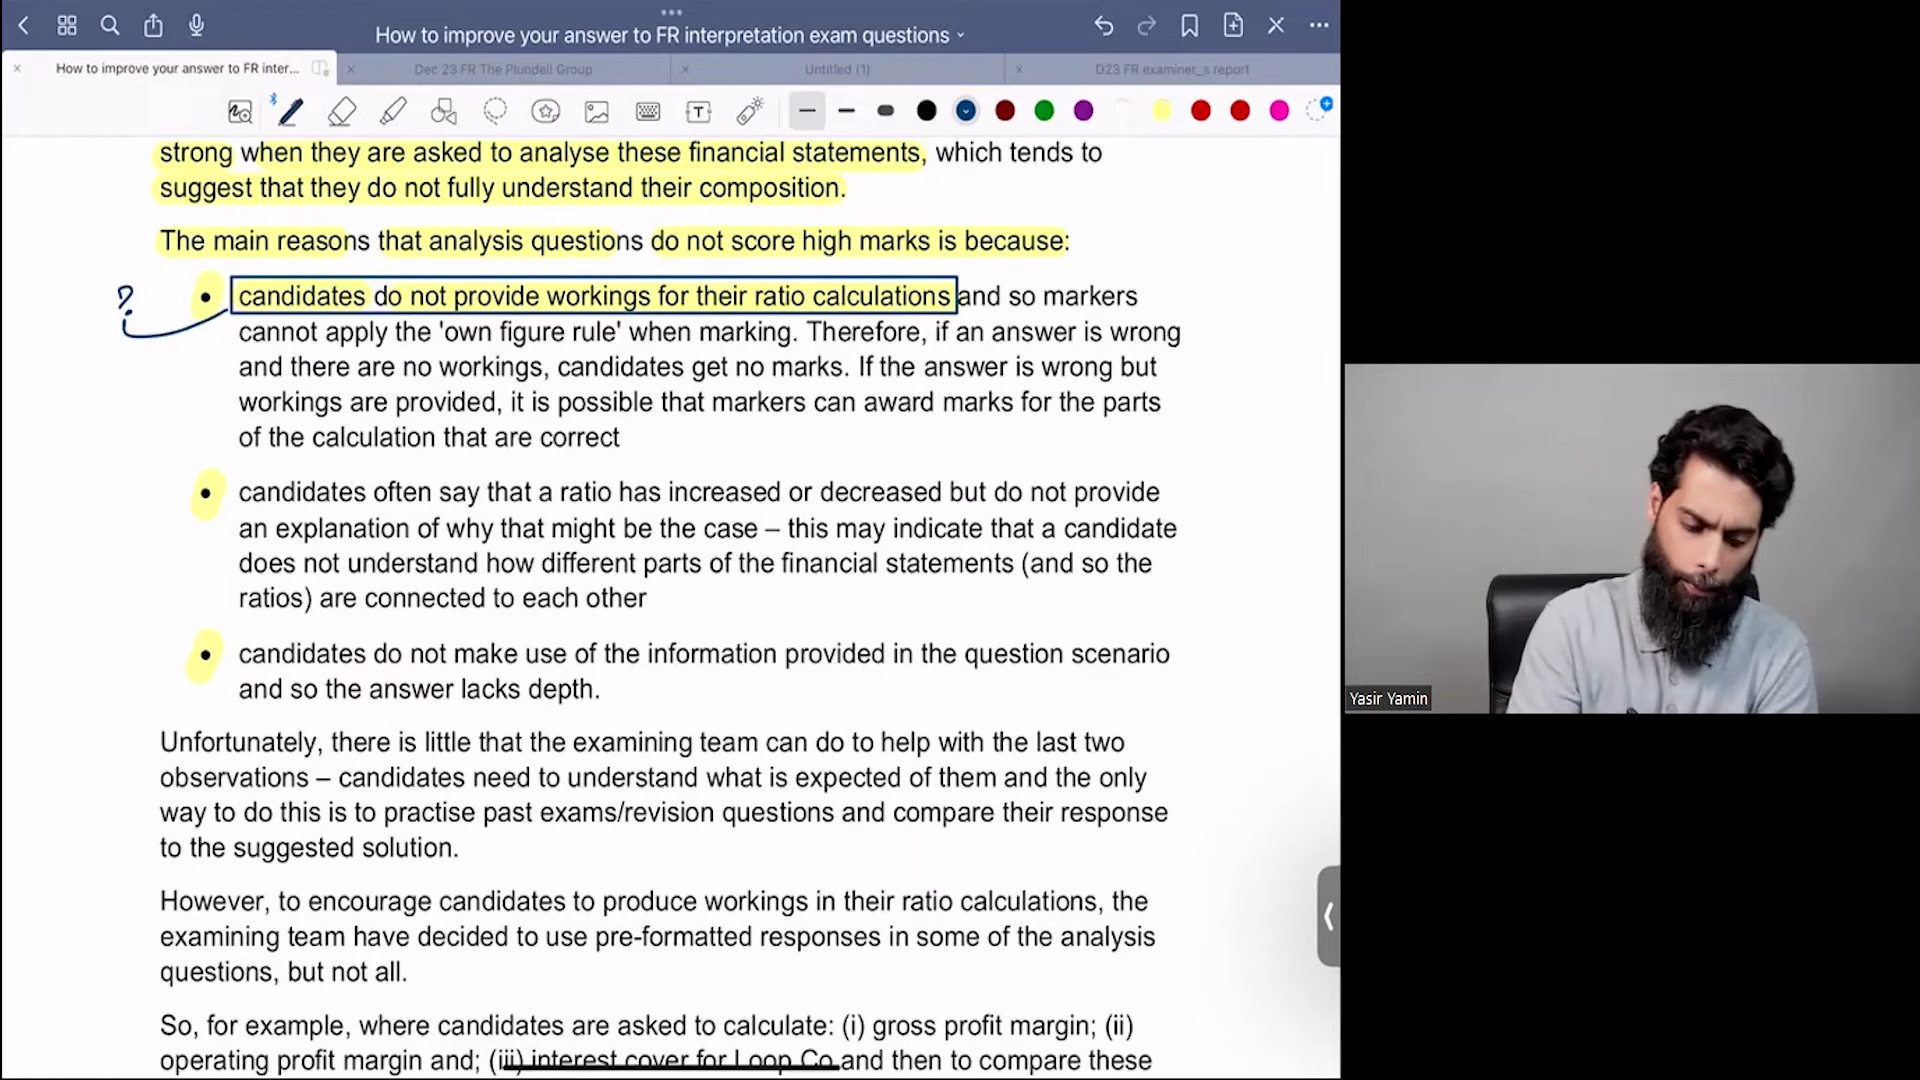 How to improve your answer to FR interpretation exam questions
How to improve your answer to FR inter...
Dec 23 FR The Plundell Group
Untitled (1)
D23 FR examiner_s report
strong when they are asked to analyse these financial statements, which tends to
suggest that they do not fully understand their composition.
The main reasons that analysis questions do not score high marks is because:
?
• candidates do not provide workings for their ratio calculations and so markers
cannot apply the 'own figure rule' when marking. Therefore, if an answer is wrong
and there are no workings, candidates get no marks. If the answer is wrong but
workings are provided, it is possible that markers can award marks for the parts
of the calculation that are correct
• candidates often say that a ratio has increased or decreased but do not provide
an explanation of why that might be the case – this may indicate that a candidate
does not understand how different parts of the financial statements (and so the
ratios) are connected to each other
• candidates do not make use of the information provided in the question scenario
and so the answer lacks depth.
Unfortunately, there is little that the examining team can do to help with the last two
observations – candidates need to understand what is expected of them and the only
way to do this is to practise past exams/revision questions and compare their response
to the suggested solution.
However, to encourage candidates to produce workings in their ratio calculations, the
examining team have decided to use pre-formatted responses in some of the analysis
questions, but not all.
So, for example, where candidates are asked to calculate: (i) gross profit margin; (ii)
operating profit margin and; (iii) interest cover for Loop Co and then to compare these
Yasir Yamin